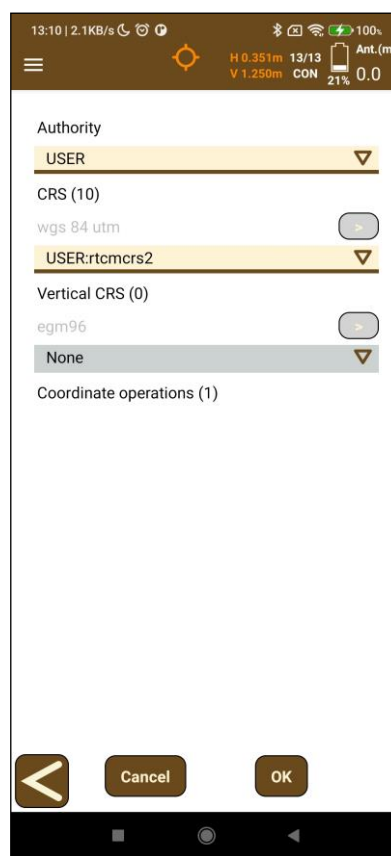 13:10 | 2.1KB/s 100%
H 0.351m 13/13 Ant.(m
V 1.250m CON 21% 0.0
Authority
USER
CRS (10)
wgs 84 utm >
USER:rtcmcrs2
Vertical CRS (0)
egm96 >
None
Coordinate operations (1)
Cancel OK